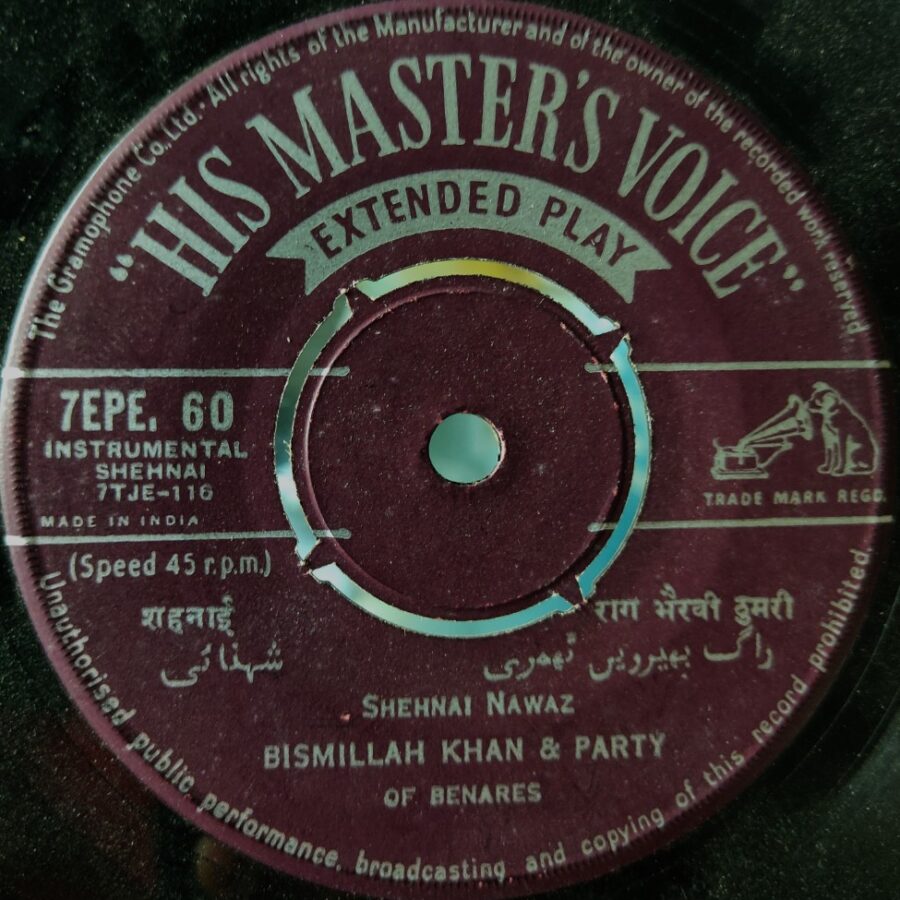 The Gramophone Co., Ltd. All rights of the Manufacturer and of the owner of the recorded work reserved.
"HIS MASTER'S VOICE"
EXTENDED PLAY
7EPE. 60
INSTRUMENTAL
SHEHNAI
7TJE-116
MADE IN INDIA
TRADE MARK REGD.
(Speed 45 r.p.m.)
शहनाई
राग भैरवी ठुमरी
شہنائی
راگ بھیرویں ٹھمری
SHEHNAI NAWAZ
BISMILLAH KHAN & PARTY
OF BENARES
Unauthorised public performance, broadcasting and copying of this record prohibited.